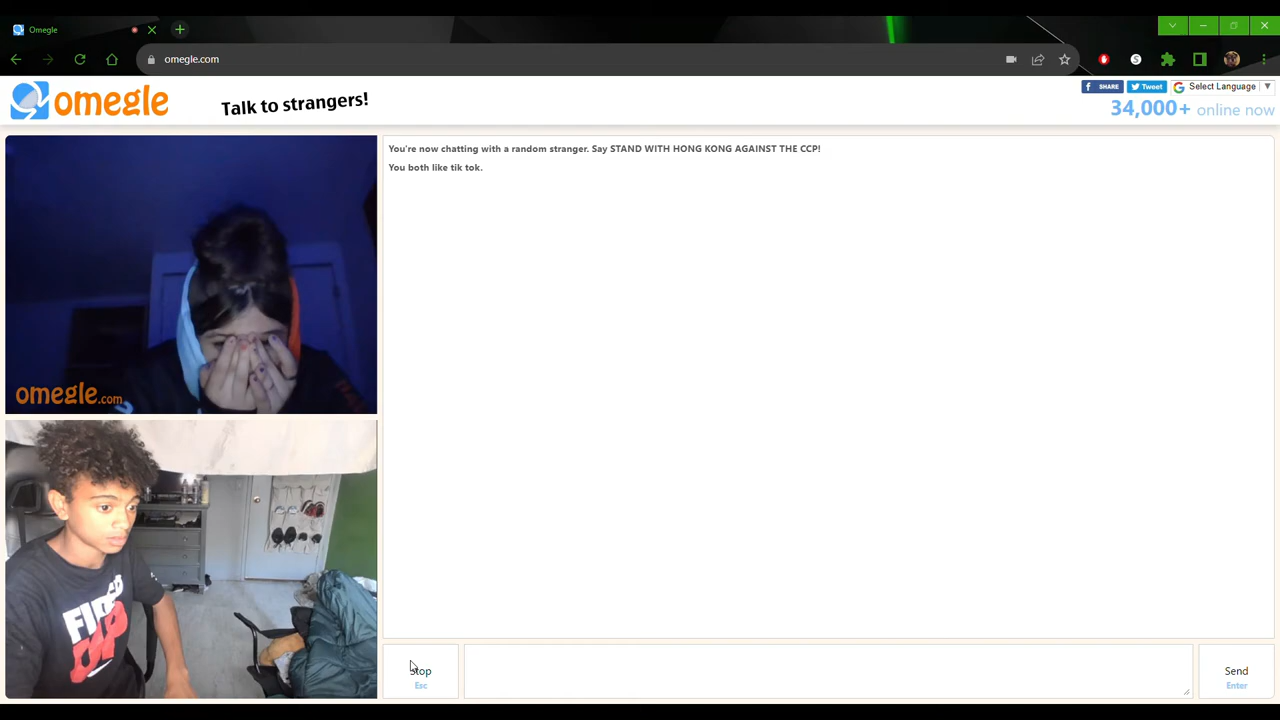 Omegle
omegle.com
omegle
Talk to strangers!
SHARE
Tweet
Select Language
34,000+ online now
You're now chatting with a random stranger. Say STAND WITH HONG KONG AGAINST THE CCP!
You both like tik tok.
omegle.com
FIRED
UP
Stop
Esc
Send
Enter